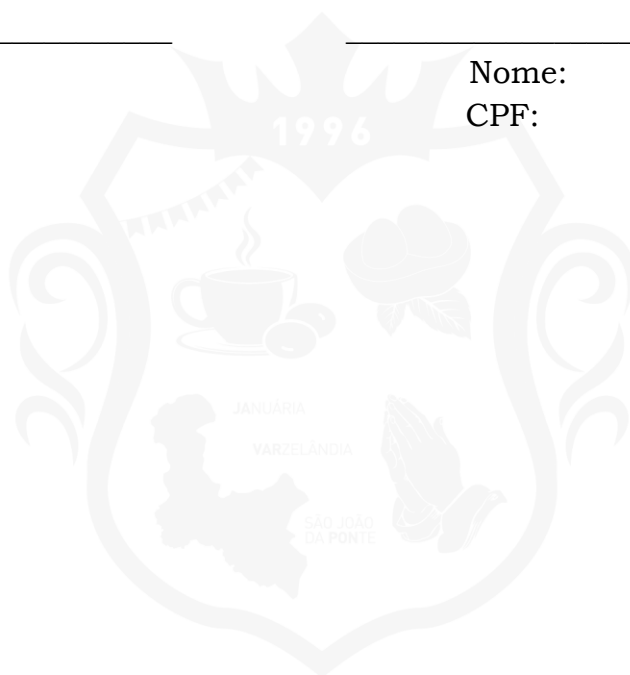 Nome:
CPF:
1996
JANUÁRIA
VARZELÂNDIA
SÃO JOÃO
DA PONTE